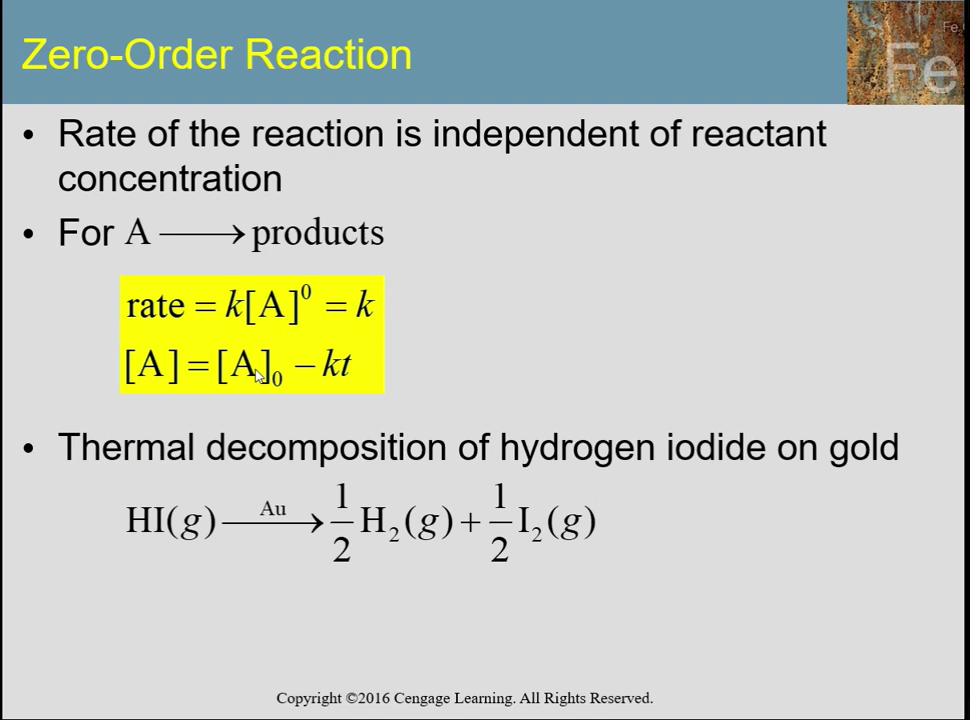 Zero-Order Reaction
Fe
Fe
• Rate of the reaction is independent of reactant
concentration
• For A ⟶ products
rate = k[A]⁰ = k
[A] = [A]₀ − kt
• Thermal decomposition of hydrogen iodide on gold
HI(g) —Au→ 1/2 H₂(g) + 1/2 I₂(g)
Copyright ©2016 Cengage Learning. All Rights Reserved.